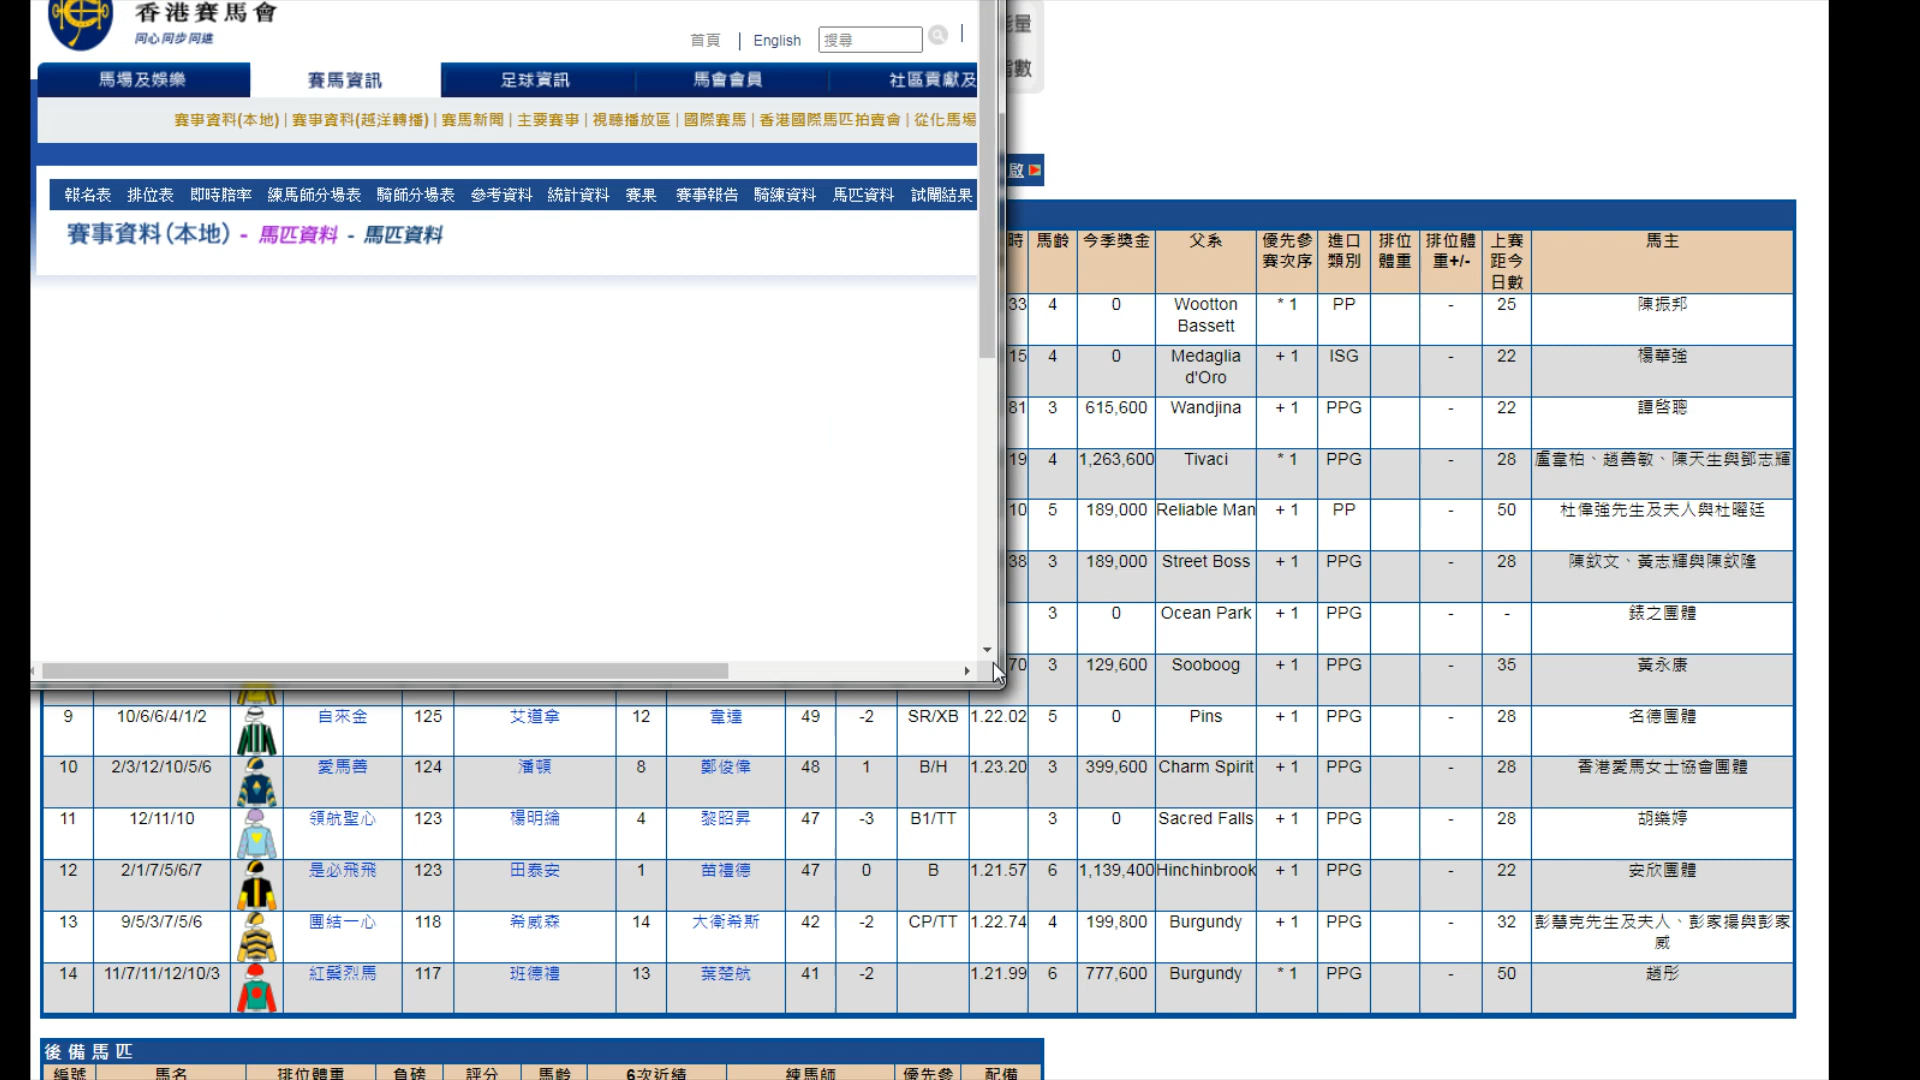 香港賽馬會
同心同步同進
首頁 | English 搜尋 |
馬場及娛樂 賽馬資訊 足球資訊 馬會會員 社區貢獻及
賽事資料(本地) | 賽事資料(越洋轉播) | 賽馬新聞 | 主要賽事 | 視聽播放區 | 國際賽馬 | 香港國際馬匹拍賣會 | 從化馬場
報名表 排位表 即時賠率 練馬師分場表 騎師分場表 參考資料 統計資料 賽果 賽事報告 騎練資料 馬匹資料 試閘結果
賽事資料(本地) - 馬匹資料 - 馬匹資料
能量
指數
啟
時 馬齡 今季獎金 父系 優先參賽次序 進口類別 排位體重 排位體重+/- 上賽距今日數 馬主
33 4 0 Wootton Bassett * 1 PP - 25 陳振邦
15 4 0 Medaglia d'Oro + 1 ISG - 22 楊華強
81 3 615,600 Wandjina + 1 PPG - 22 譚啓聰
19 4 1,263,600 Tivaci * 1 PPG - 28 盧韋柏、趙善敏、陳天生與鄧志輝
10 5 189,000 Reliable Man + 1 PP - 50 杜偉強先生及夫人與杜曜廷
38 3 189,000 Street Boss + 1 PPG - 28 陳欽文、黃志輝與陳欽隆
3 0 Ocean Park + 1 PPG - - 錶之團體
70 3 129,600 Sooboog + 1 PPG - 35 黃永康
9 10/6/6/4/1/2 自來金 125 艾道拿 12 韋達 49 -2 SR/XB 1.22.02 5 0 Pins + 1 PPG - 28 名德團體
10 2/3/12/10/5/6 愛馬善 124 潘頓 8 鄭俊偉 48 1 B/H 1.23.20 3 399,600 Charm Spirit + 1 PPG - 28 香港愛馬女士協會團體
11 12/11/10 領航聖心 123 楊明綸 4 黎昭昇 47 -3 B1/TT 3 0 Sacred Falls + 1 PPG - 28 胡樂婷
12 2/1/7/5/6/7 是必飛飛 123 田泰安 1 苗禮德 47 0 B 1.21.57 6 1,139,400 Hinchinbrook + 1 PPG - 22 安欣團體
13 9/5/3/7/5/6 團結一心 118 希威森 14 大衛希斯 42 -2 CP/TT 1.22.74 4 199,800 Burgundy + 1 PPG - 32 彭慧克先生及夫人、彭家揚與彭家威
14 11/7/11/12/10/3 紅鬃烈馬 117 班德禮 13 葉楚航 41 -2 1.21.99 6 777,600 Burgundy * 1 PPG - 50 趙彤
後備馬匹
編號 馬名 排位體重 負磅 評分 馬齡 6次近績 練馬師 優先參 配備